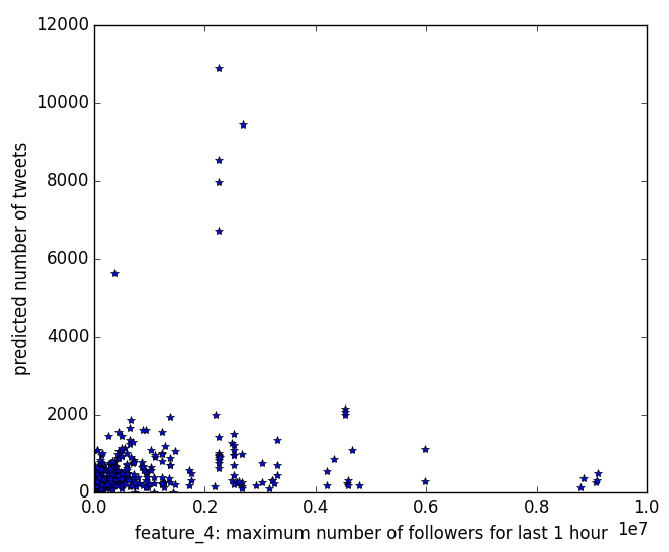 12000
10000
8000
6000
4000
2000
0
predicted number of tweets
0.0 0.2 0.4 0.6 0.8 1.0
1e7
feature_4: maximum number of followers for last 1 hour